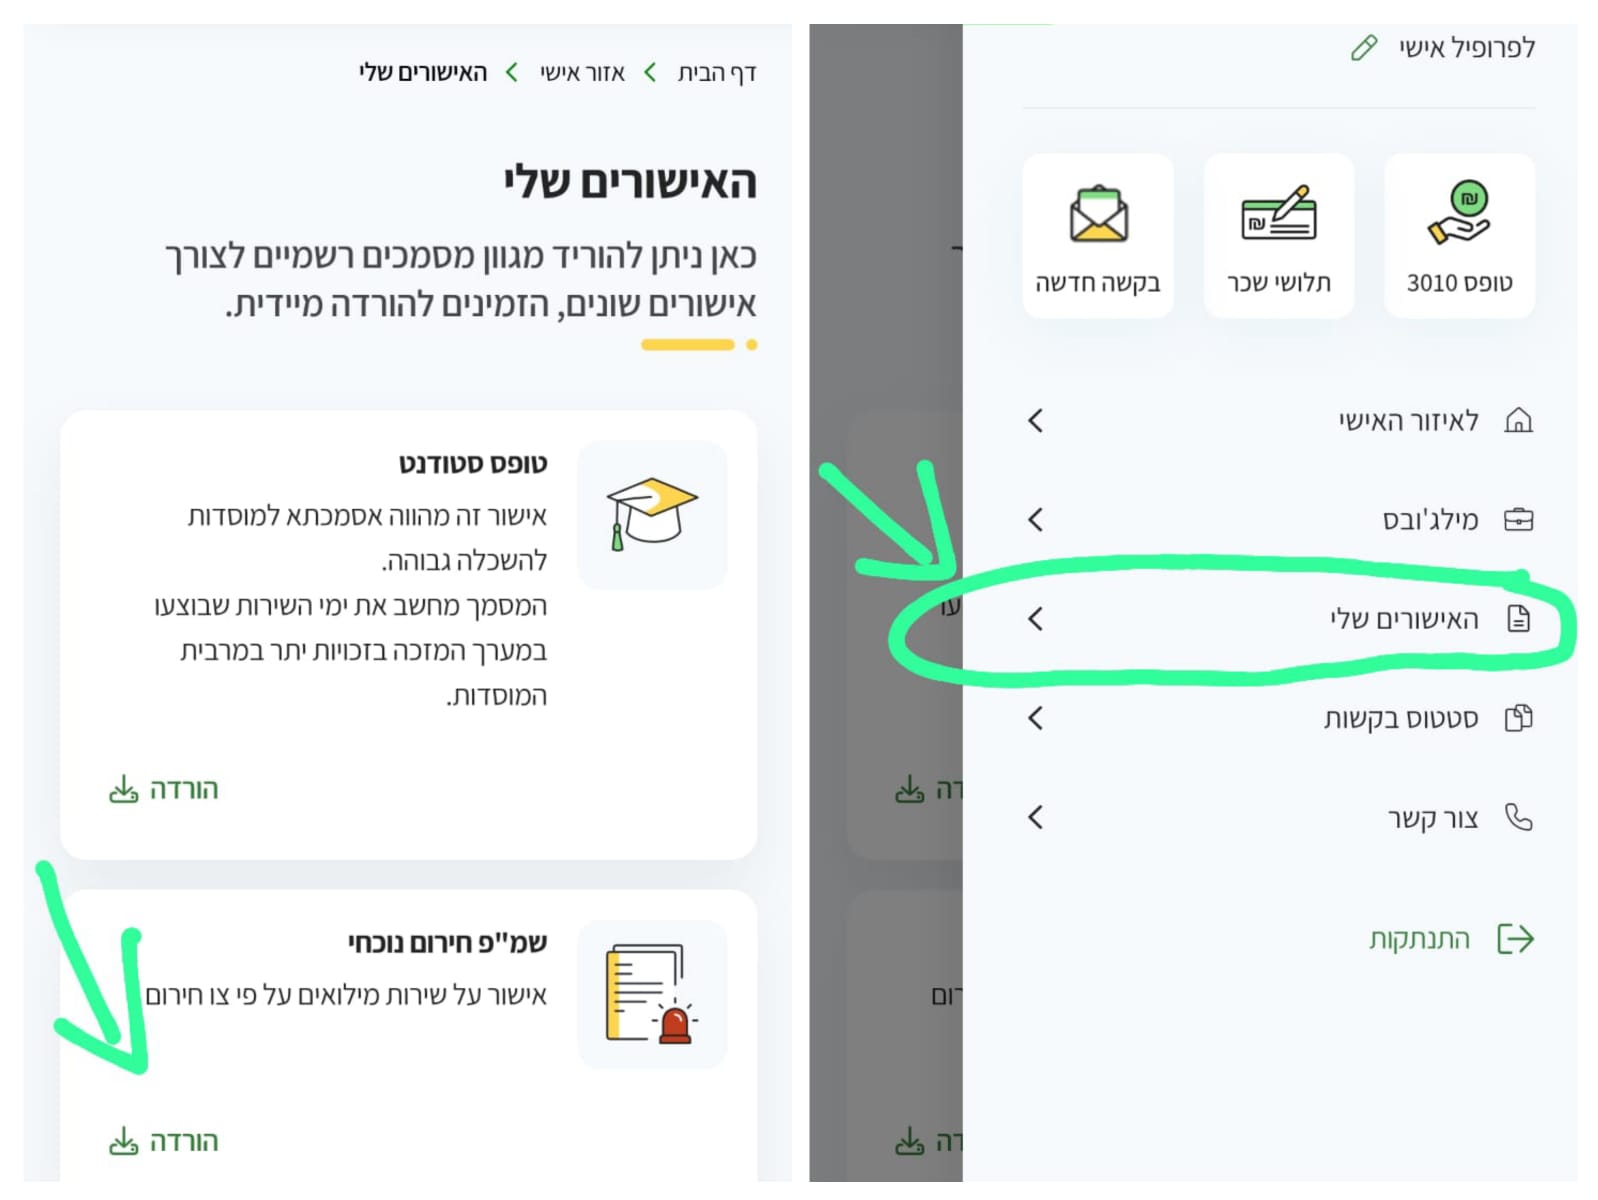 לפרופיל אישי
טופס 3010
תלושי שכר
בקשה חדשה
לאיזור האישי
מילג'ובס
האישורים שלי
סטטוס בקשות
צור קשר
התנתקות
דף הבית
אזור אישי
האישורים שלי
האישורים שלי
כאן ניתן להוריד מגוון מסמכים רשמיים לצורך
אישורים שונים, הזמינים להורדה מיידית.
טופס סטודנט
אישור זה מהווה אסמכתא למוסדות
להשכלה גבוהה.
המסמך מחשב את ימי השירות שבוצעו
במערך המזכה בזכויות יתר במרבית
המוסדות.
הורדה
שמ"פ חירום נוכחי
אישור על שירות מילואים על פי צו חירום
הורדה